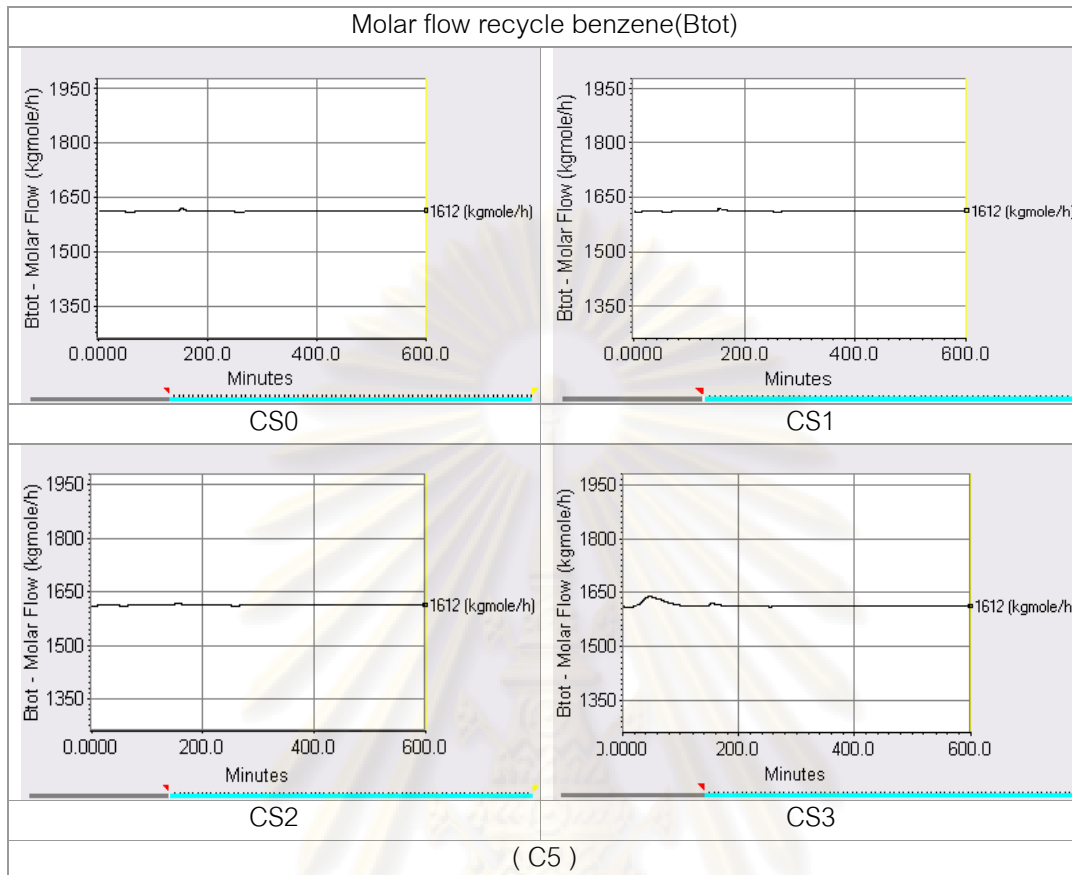 Molar flow recycle benzene(Btot)
Btot - Molar Flow (kgmole/h)
1950
1800
1650
1500
1350
1612 (kgmole/h)
0.0000 200.0 400.0 600.0
Minutes
Btot - Molar Flow (kgmole/h)
1950
1800
1650
1500
1350
1612 (kgmole/h)
0.0000 200.0 400.0 600.0
Minutes
CS0 CS1
Btot - Molar Flow (kgmole/h)
1950
1800
1650
1500
1350
1612 (kgmole/h)
0.0000 200.0 400.0 600.0
Minutes
Btot - Molar Flow (kgmole/h)
1950
1800
1650
1500
1350
1612 (kgmole/h
0.0000 200.0 400.0 600.0
Minutes
CS2 CS3
( C5 )